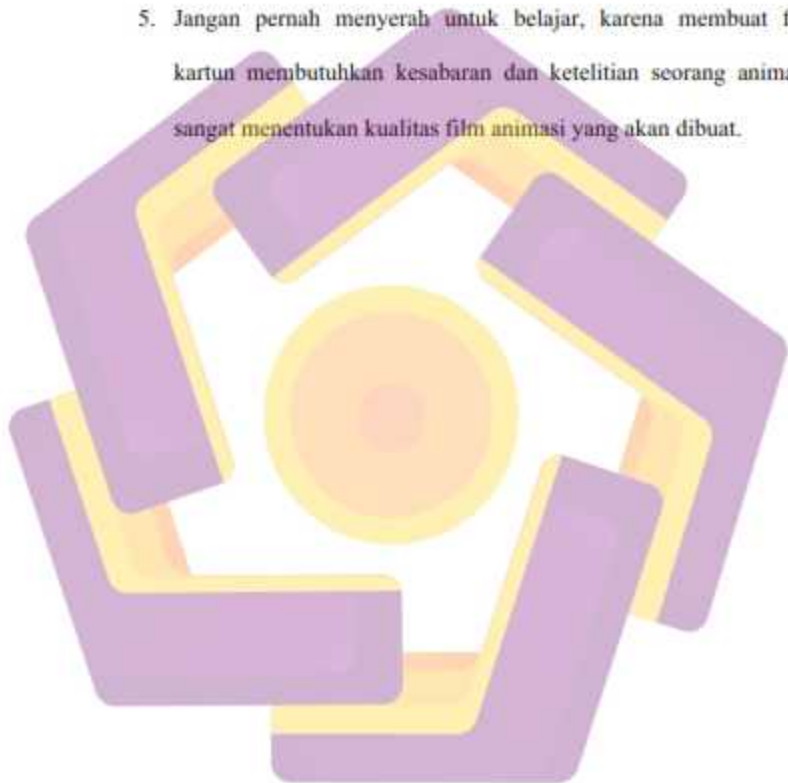 5. Jangan pernah menyerah untuk belajar, karena membuat
kartun membutuhkan kesabaran dan ketelitian seorang
sangat menentukan kualitas film animasi yang akan dibuat.